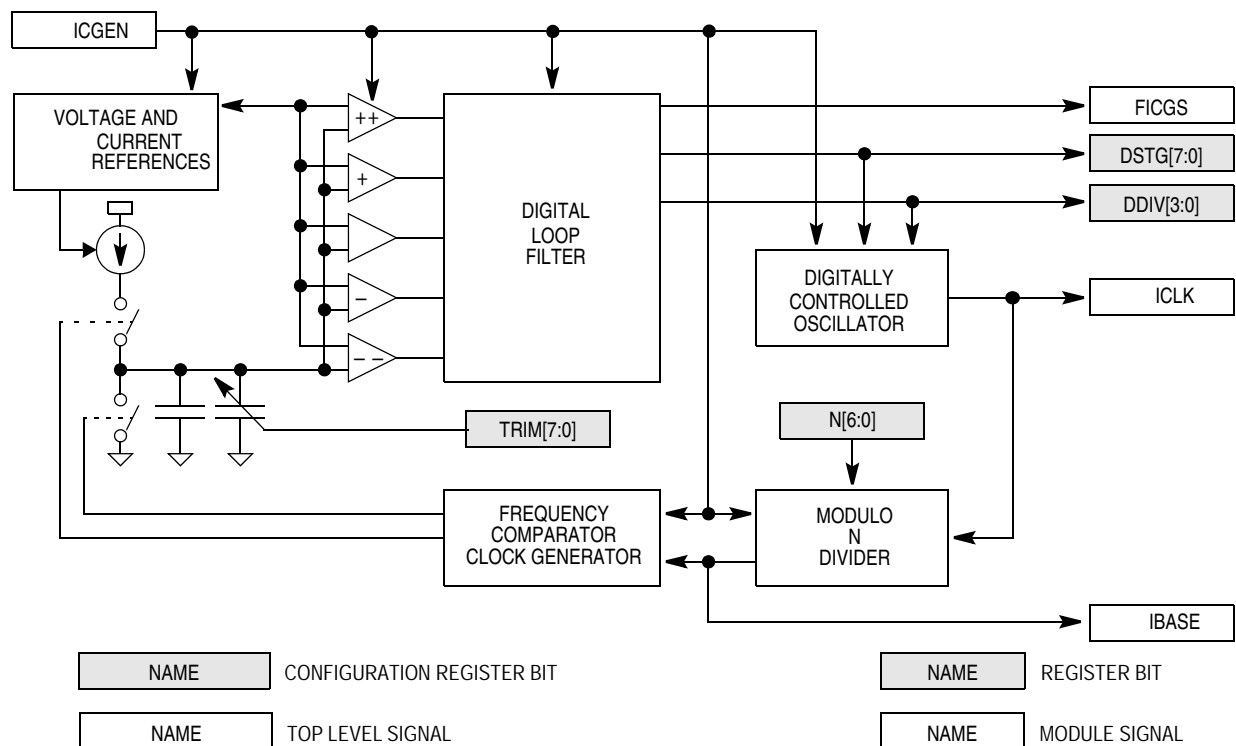 ICGEN
VOLTAGE AND
CURRENT
REFERENCES
++
+
–
– –
DIGITAL
LOOP
FILTER
FICGS
DSTG[7:0]
DDIV[3:0]
DIGITALLY
CONTROLLED
OSCILLATOR
ICLK
TRIM[7:0]
N[6:0]
FREQUENCY
COMPARATOR
CLOCK GENERATOR
MODULO
N
DIVIDER
IBASE
NAME
CONFIGURATION REGISTER BIT
NAME
REGISTER BIT
NAME
TOP LEVEL SIGNAL
NAME
MODULE SIGNAL